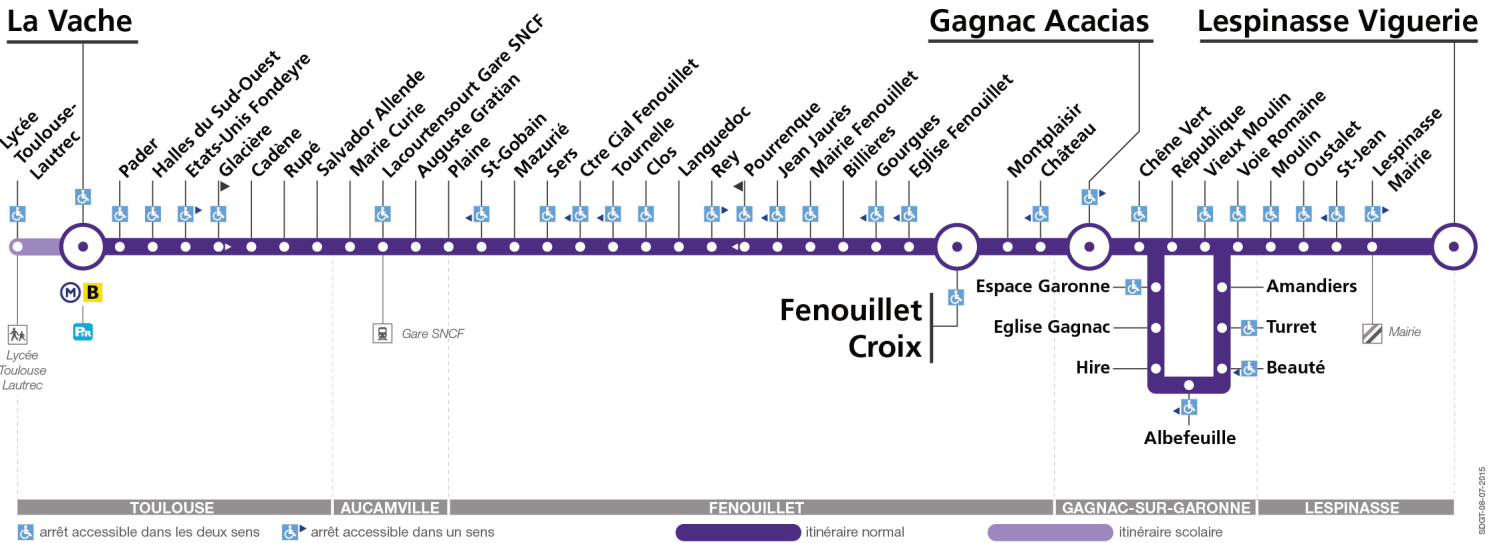 La Vache
Gagnac Acacias
Lespinasse Viguerie
Lycée
Toulouse-
Lautrec
Pader
Halles du Sud-Ouest
Etats-Unis Fondeyre
Glacière
Cadène
Rupé
Salvador Allende
Marie Curie
Lacourtensourt Gare SNCF
Auguste Gratian
Plaine
St-Gobain
Mazurié
Sers
Ctre Cial Fenouillet
Tournelle
Clos
Languedoc
Rey
Pourrenque
Jean Jaurès
Mairie Fenouillet
Billières
Gourgues
Eglise Fenouillet
Montplaisir
Château
Chêne Vert
République
Vieux Moulin
Voie Romaine
Moulin
Oustalet
St-Jean
Lespinasse
Mairie
M B
P+R
Lycée
Toulouse
Lautrec
Gare SNCF
Fenouillet
Croix
Espace Garonne
Eglise Gagnac
Hire
Amandiers
Turret
Beauté
Albefeuille
Mairie
TOULOUSE
AUCAMVILLE
FENOUILLET
GAGNAC-SUR-GARONNE
LESPINASSE
arrêt accessible dans les deux sens
arrêt accessible dans un sens
itinéraire normal
itinéraire scolaire
SDGT-08-07-2015